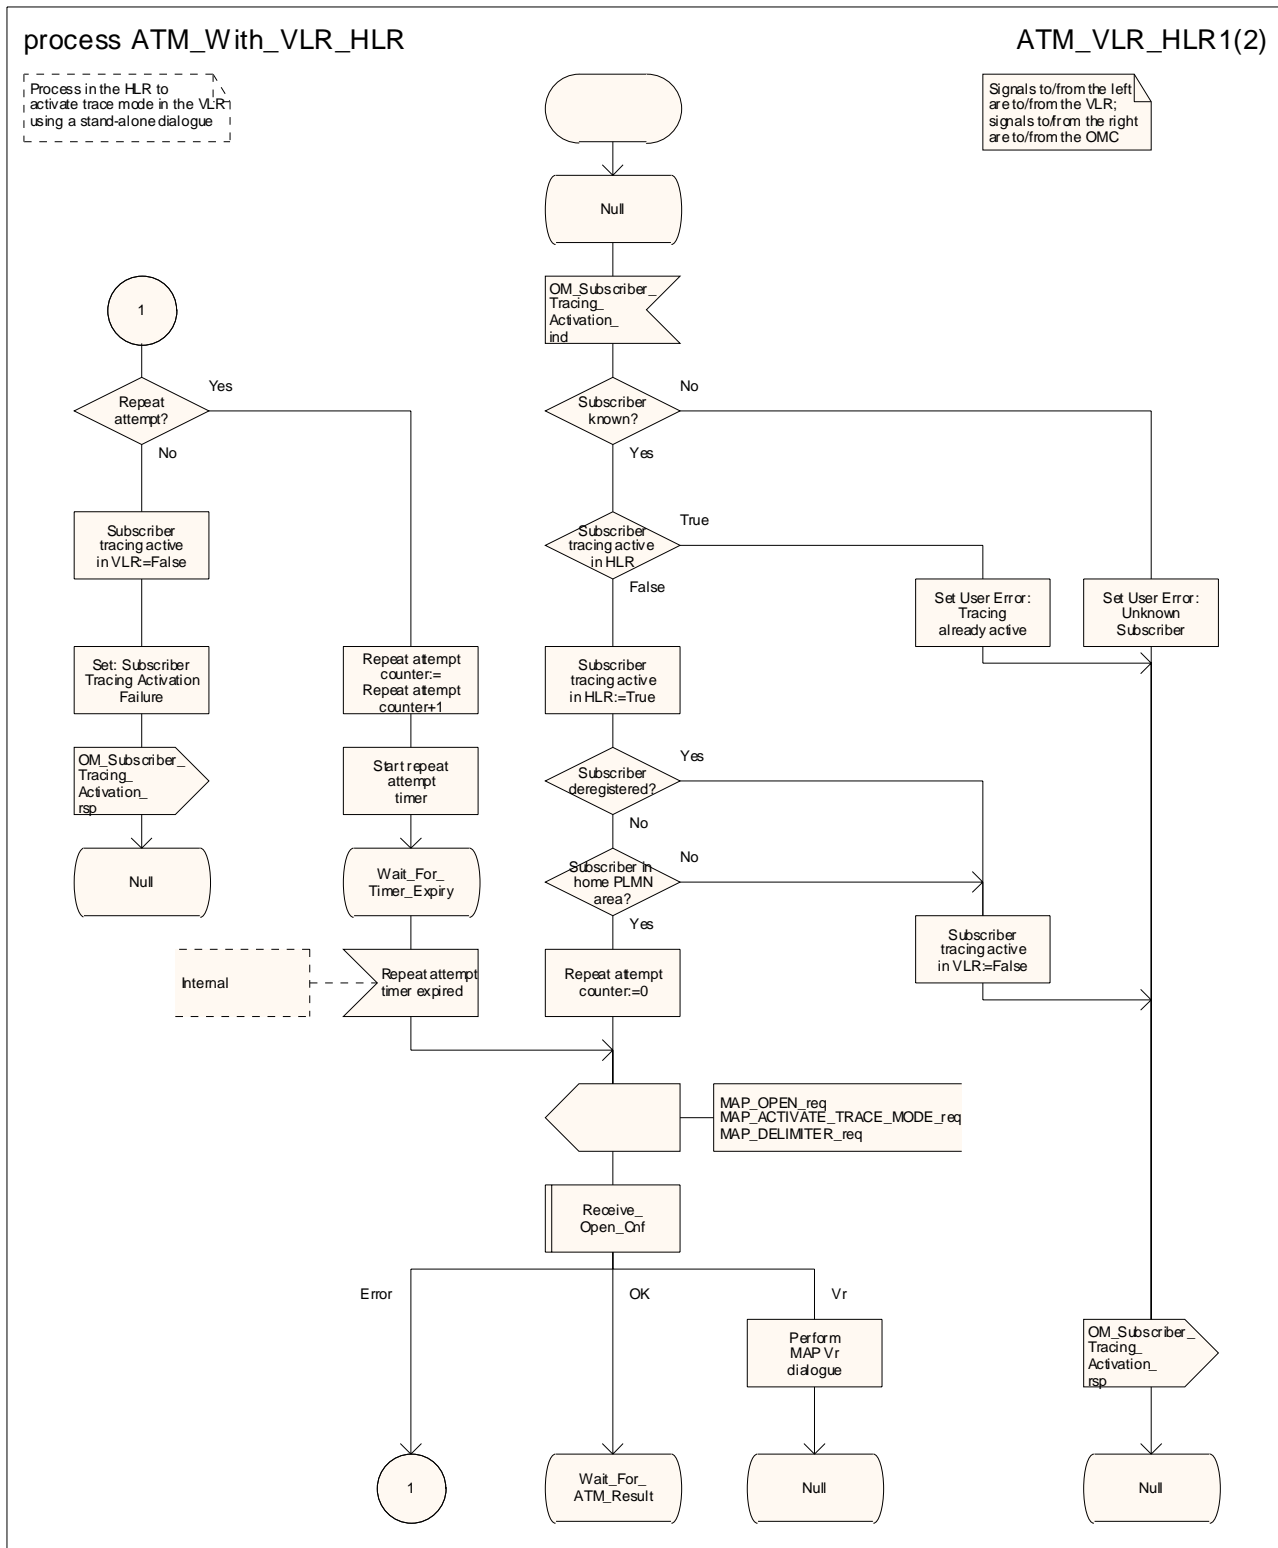 process ATM_With_VLR_HLR
ATM_VLR_HLR1(2)
Process in the HLR to
activate trace mode in the VLR
using a stand-alone dialogue
Signals to/from the left
are to/from the VLR;
signals to/from the right
are to/from the OMC
Null
OM_Subscriber_
Tracing_
Activation_
ind
1
Repeat
attempt?
Yes
No
Subscriber
known?
No
Yes
Subscriber
tracing active
in VLR:=False
Subscriber
tracing active
in HLR
True
False
Set User Error:
Tracing
already active
Set User Error:
Unknown
Subscriber
Set: Subscriber
Tracing Activation
Failure
Repeat attempt
counter:=
Repeat attempt
counter+1
Subscriber
tracing active
in HLR:=True
OM_Subscriber_
Tracing_
Activation_
rsp
Start repeat
attempt
timer
Subscriber
deregistered?
Yes
No
Null
Wait_For_
Timer_Expiry
Subscriber in
home PLMN
area?
No
Yes
Subscriber
tracing active
in VLR:=False
Internal
Repeat attempt
timer expired
Repeat attempt
counter:=0
MAP_OPEN_req
MAP_ACTIVATE_TRACE_MODE_req
MAP_DELIMITER_req
Receive_
Open_Cnf
Error
OK
Vr
Perform
MAP Vr
dialogue
OM_Subscriber_
Tracing_
Activation_
rsp
1
Wait_For_
ATM_Result
Null
Null